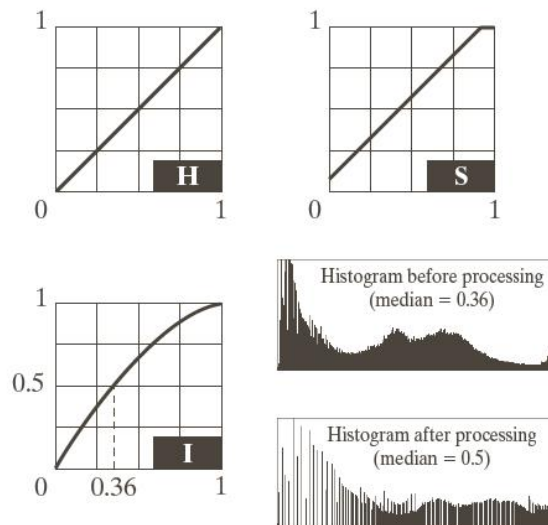 1
1
H
S
0
1
0
1
1
0.5
I
0
0.36
1
Histogram before processing
(median = 0.36)
Histogram after processing
(median = 0.5)